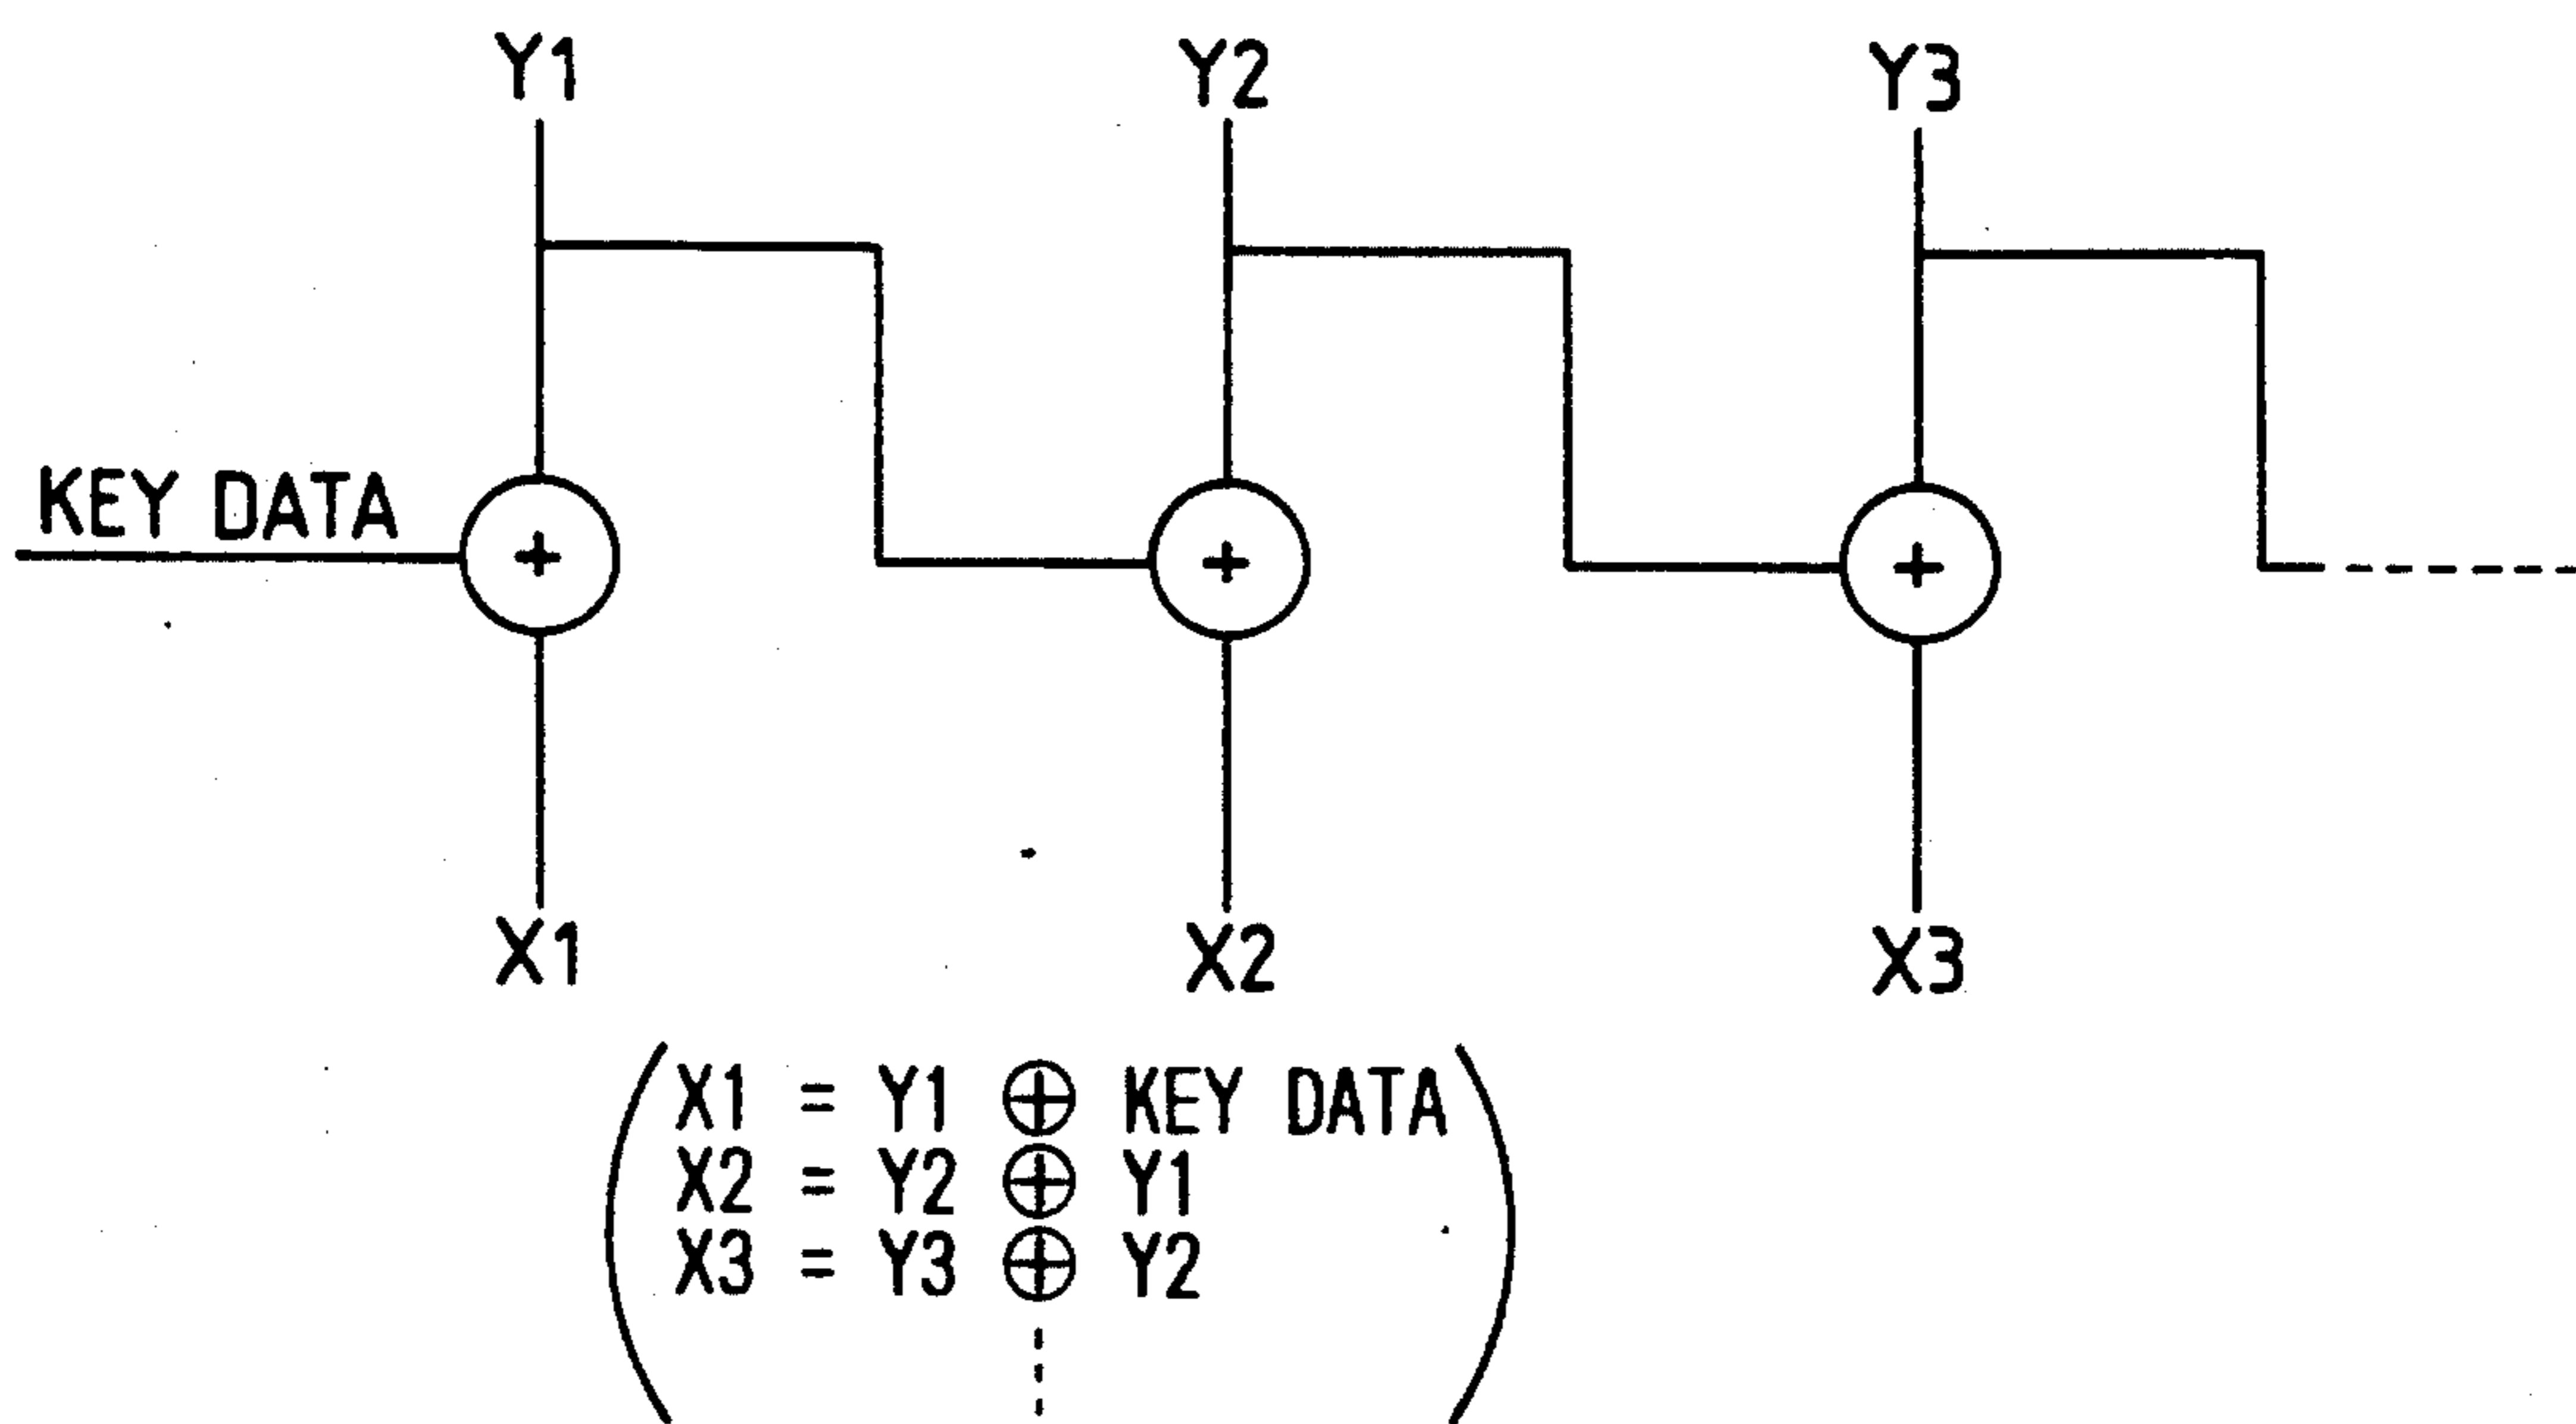 Y1 Y2 Y3
KEY DATA
X1 X2 X3
X1 = Y1 ⊕ KEY DATA
X2 = Y2 ⊕ Y1
X3 = Y3 ⊕ Y2